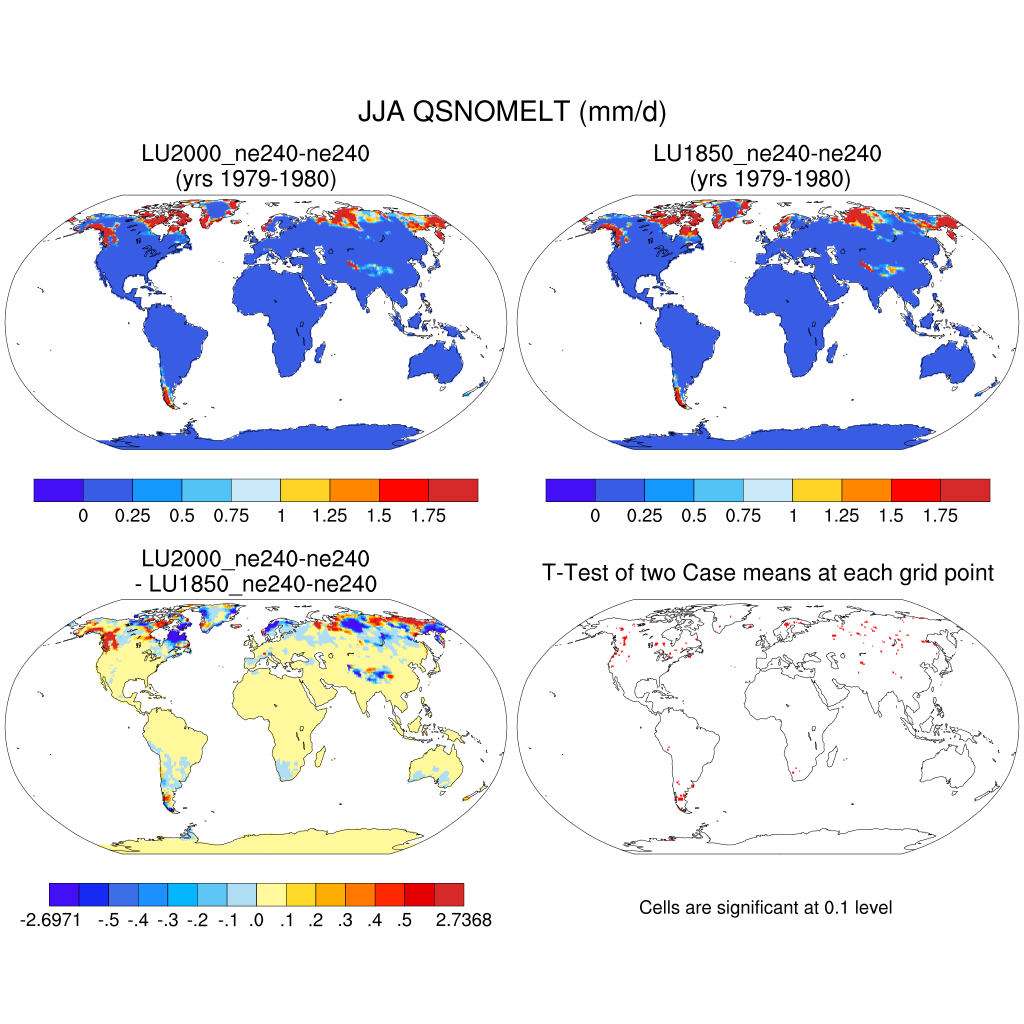 JJA QSNOMELT (mm/d)
LU2000_ne240-ne240
(yrs 1979-1980)
LU1850_ne240-ne240
(yrs 1979-1980)
0 0.25 0.5 0.75 1 1.25 1.5 1.75
0 0.25 0.5 0.75 1 1.25 1.5 1.75
LU2000_ne240-ne240
- LU1850_ne240-ne240
T-Test of two Case means at each grid point
-2.6971 -.5 -.4 -.3 -.2 -.1 .0 .1 .2 .3 .4 .5 2.7368
Cells are significant at 0.1 level